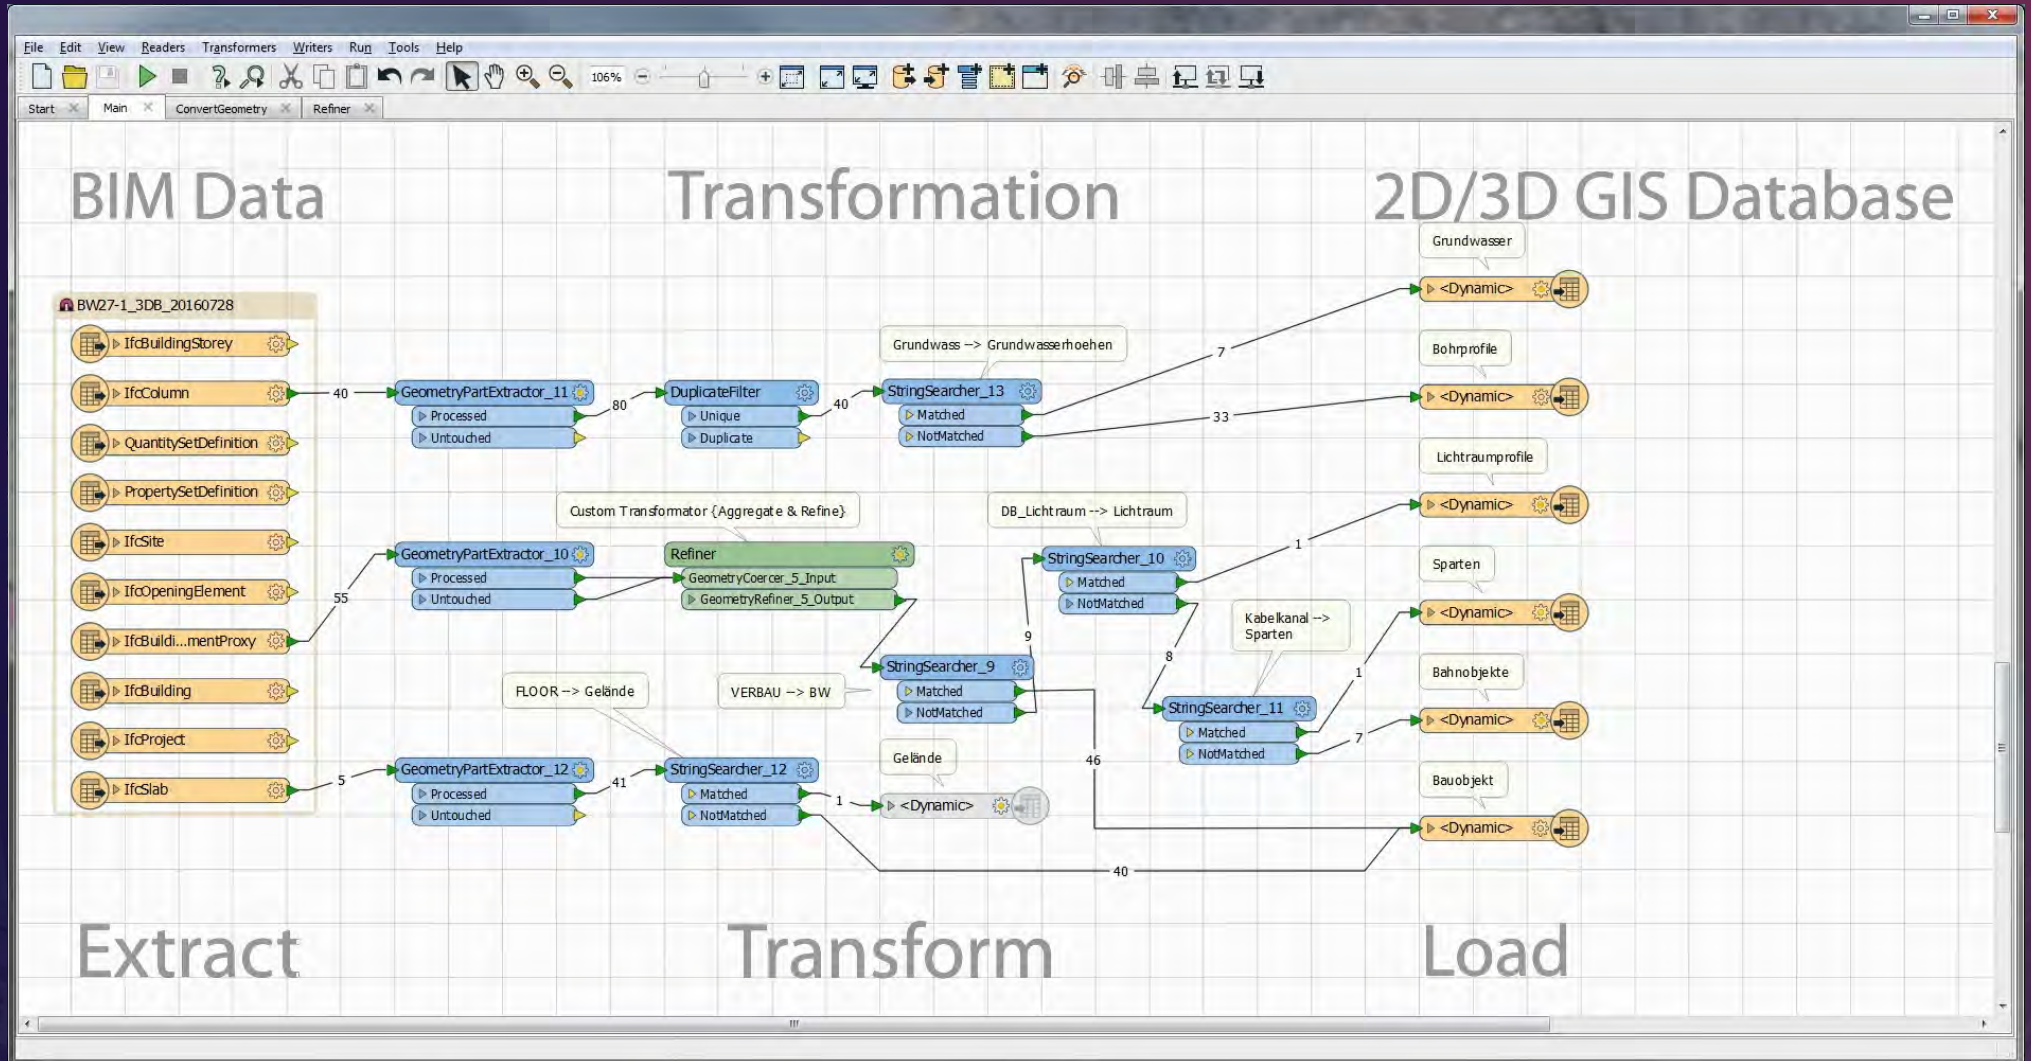 File Edit View Readers Transformers Writers Run Tools Help
106%
Start Main ConvertGeometry Refiner
BIM Data Transformation 2D/3D GIS Database
BW27-1_3DB_20160728
IfcBuildingStorey
IfcColumn
QuantitySetDefinition
PropertySetDefinition
IfcSite
IfcOpeningElement
IfcBuildi...mentProxy
IfcBuilding
IfcProject
IfcSlab
40
GeometryPartExtractor_11
Processed
Untouched
80
DuplicateFilter
Unique
Duplicate
40
Grundwass --> Grundwasserhoehen
StringSearcher_13
Matched
NotMatched
7
33
55
GeometryPartExtractor_10
Processed
Untouched
Custom Transformator {Aggregate & Refine}
Refiner
GeometryCoercer_5_Input
GeometryRefiner_5_Output
VERBAU --> BW
StringSearcher_9
Matched
NotMatched
9
46
DB_Lichtraum --> Lichtraum
StringSearcher_10
Matched
NotMatched
1
8
Kabelkanal -->
Sparten
StringSearcher_11
Matched
NotMatched
1
7
5
GeometryPartExtractor_12
Processed
Untouched
41
FLOOR --> Gelände
StringSearcher_12
Matched
NotMatched
1
40
Gelände
<Dynamic>
Grundwasser
<Dynamic>
Bohrprofile
<Dynamic>
Lichtraumprofile
<Dynamic>
Sparten
<Dynamic>
Bahnobjekte
<Dynamic>
Bauobjekt
<Dynamic>
Extract Transform Load